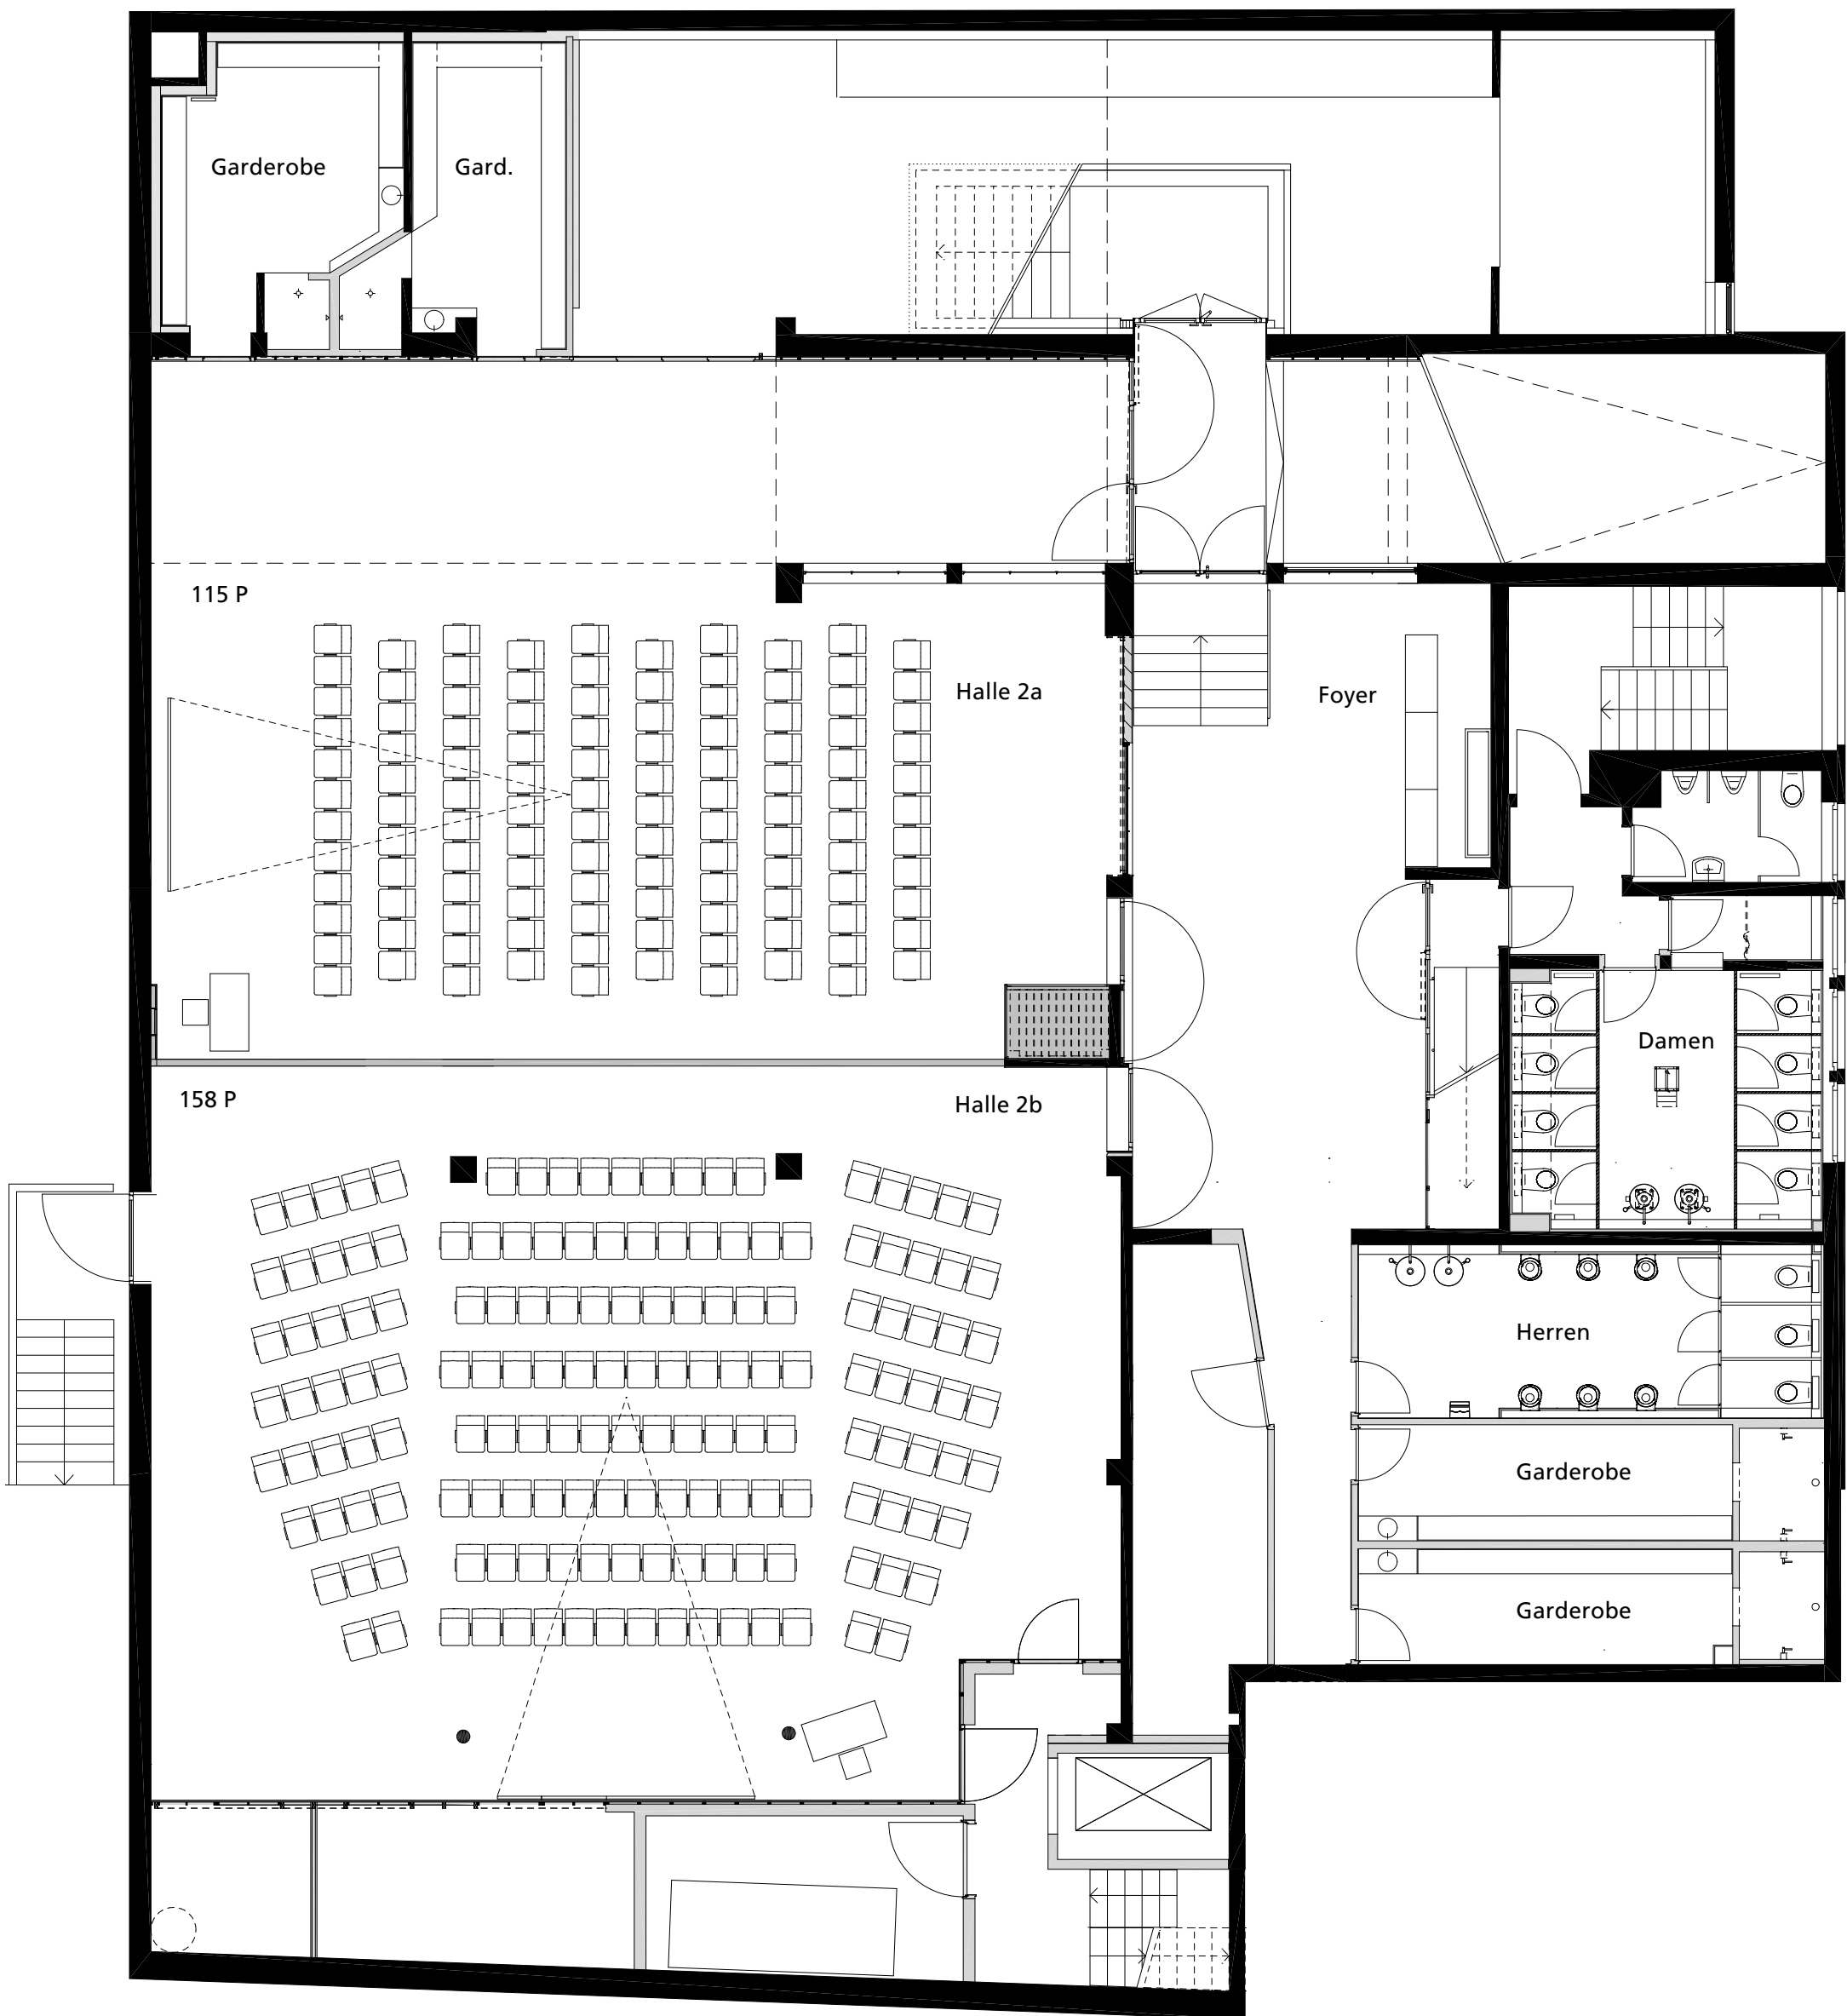 Garderobe
Gard.
115 P
Halle 2a
Foyer
Damen
158 P
Halle 2b
Herren
Garderobe
Garderobe